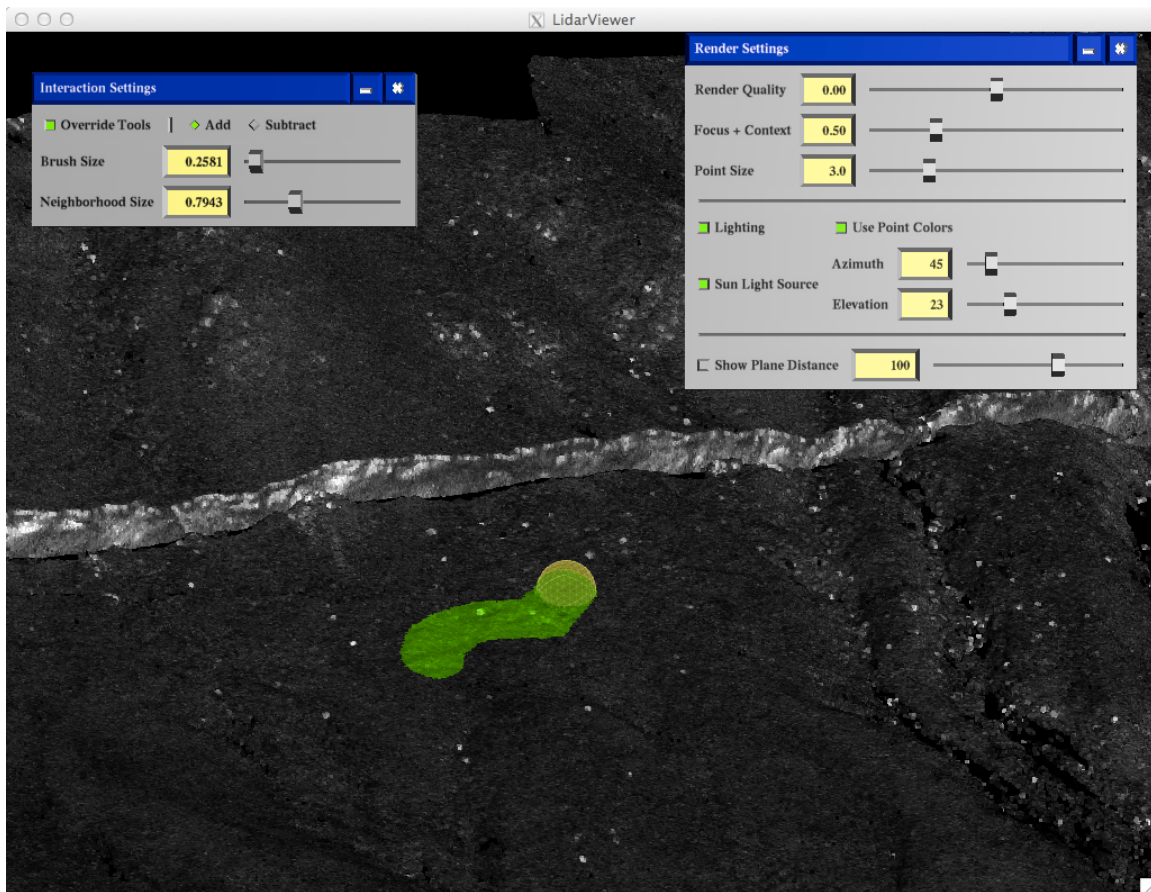 LidarViewer
Interaction Settings
Override Tools Add Subtract
Brush Size 0.2581
Neighborhood Size 0.7943
Render Settings
Render Quality 0.00
Focus + Context 0.50
Point Size 3.0
Lighting Use Point Colors
Azimuth 45
Sun Light Source
Elevation 23
Show Plane Distance 100